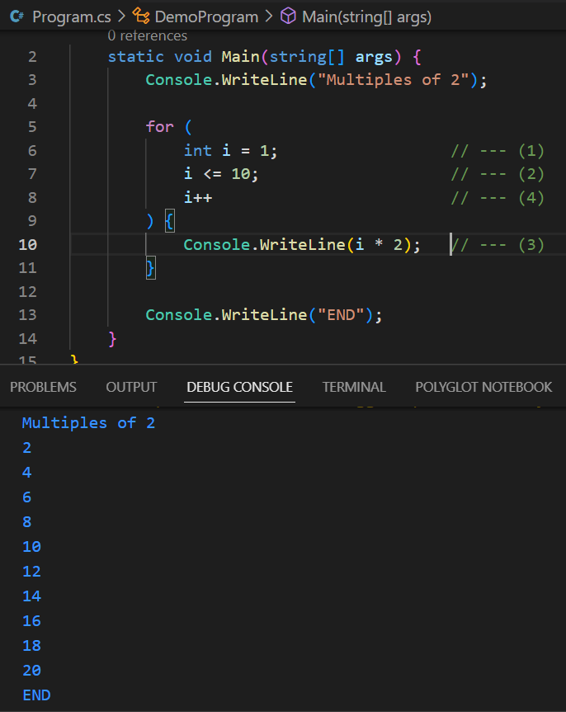 C# Program.cs > DemoProgram > Main(string[] args)
0 references
2 static void Main(string[] args) {
3 Console.WriteLine("Multiples of 2");
4
5 for (
6 int i = 1; // --- (1)
7 i <= 10; // --- (2)
8 i++ // --- (4)
9 ) {
10 Console.WriteLine(i * 2); // --- (3)
11 }
12
13 Console.WriteLine("END");
14 }
15 }
PROBLEMS OUTPUT DEBUG CONSOLE TERMINAL POLYGLOT NOTEBOOK
Multiples of 2
2
4
6
8
10
12
14
16
18
20
END